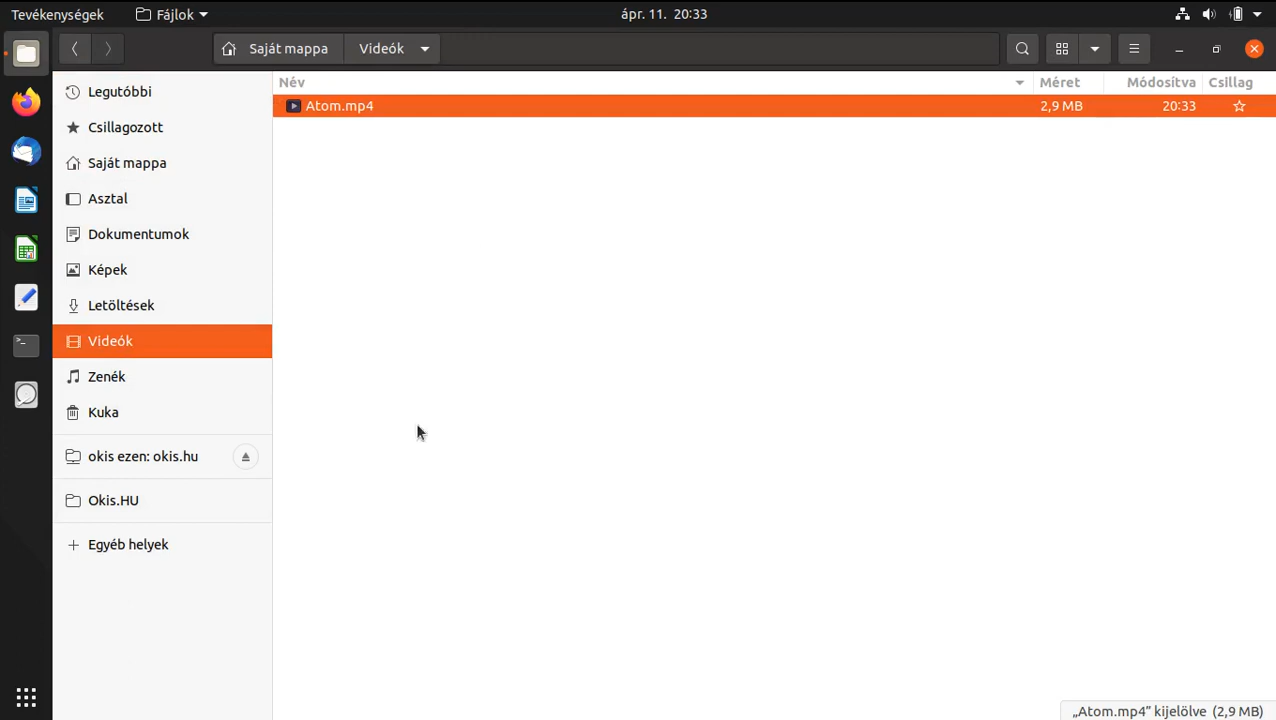 Tevékenységek
Fájlok
ápr. 11. 20:33
Saját mappa
Videók
Név
Méret
Módosítva
Csillag
Atom.mp4
2,9 MB
20:33
Legutóbbi
Csillagozott
Saját mappa
Asztal
Dokumentumok
Képek
Letöltések
Videók
Zenék
Kuka
okis ezen: okis.hu
Okis.HU
Egyéb helyek
„Atom.mp4” kijelölve (2,9 MB)